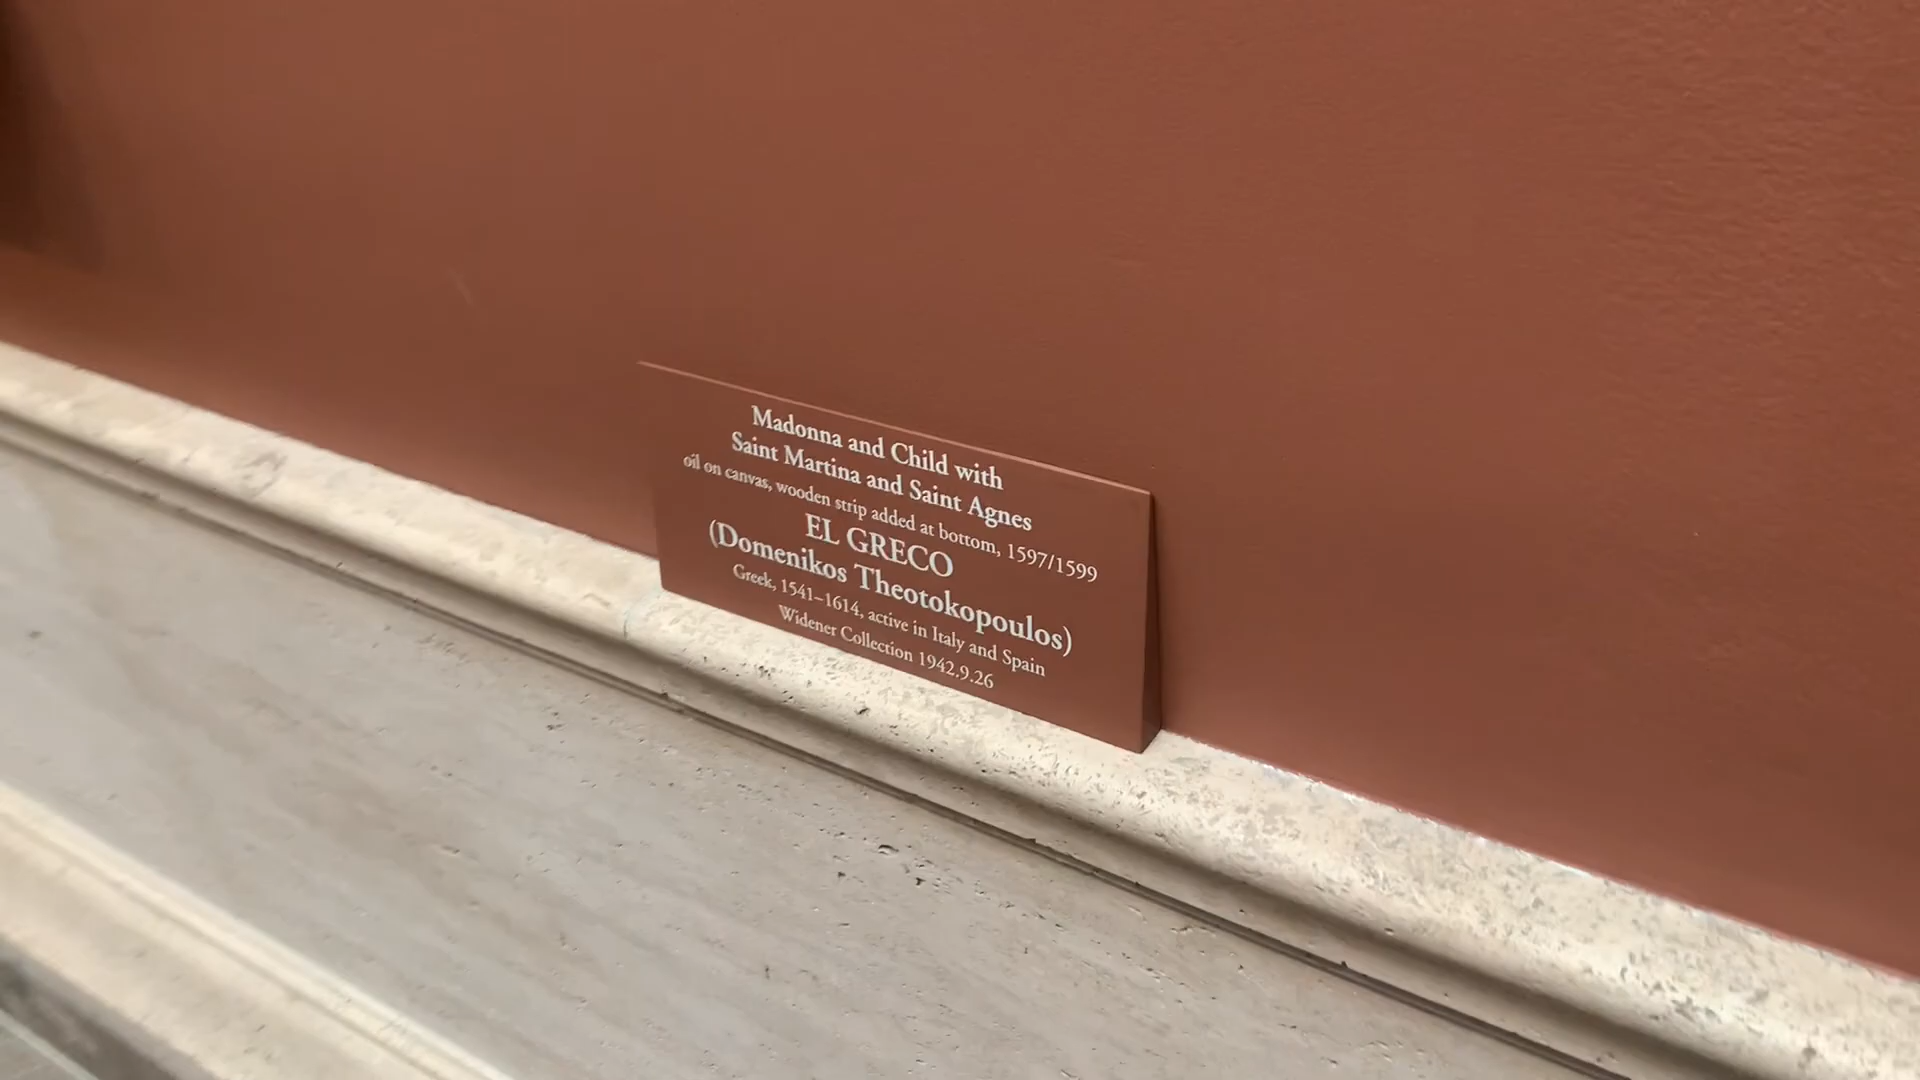 Madonna and Child with
Saint Martina and Saint Agnes
oil on canvas, wooden strip added at bottom, 1597/1599
EL GRECO
(Domenikos Theotokopoulos)
Greek, 1541–1614, active in Italy and Spain
Widener Collection 1942.9.26